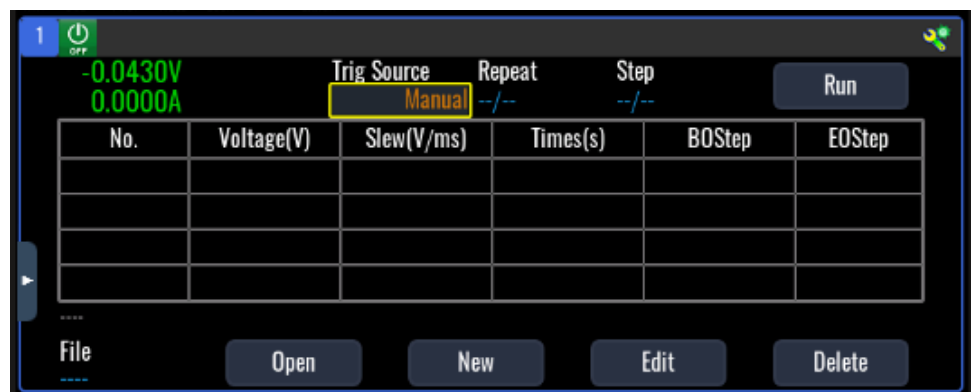 1 OFF
-0.0430V Trig Source Repeat Step Run
0.0000A Manual --/-- --/--
No. Voltage(V) Slew(V/ms) Times(s) BOStep EOStep
----
File Open New Edit Delete
----